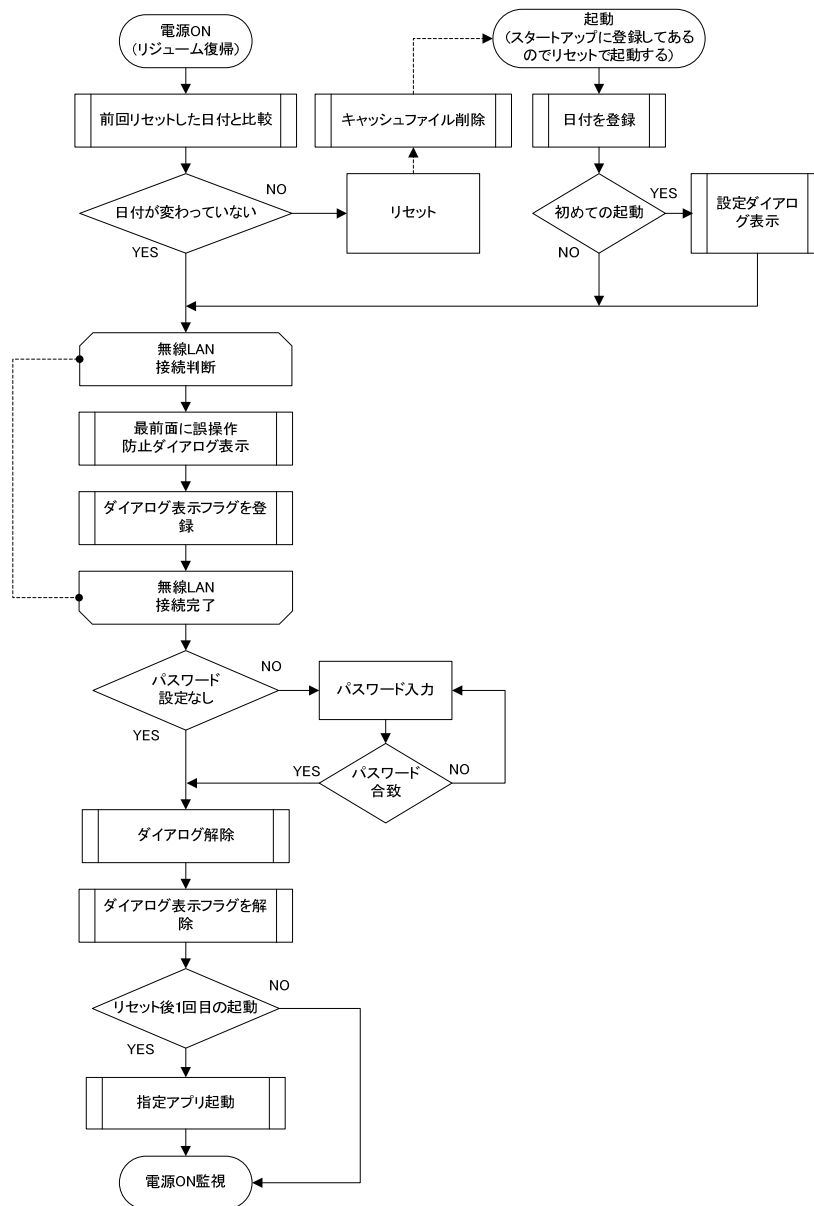 電源ON
(リジューム復帰)
起動
(スタートアップに登録してある
のでリセットで起動する)
前回リセットした日付と比較
キャッシュファイル削除
日付を登録
日付が変わっていない
NO
YES
リセット
初めての起動
YES
NO
設定ダイアロ
グ表示
無線LAN
接続判断
最前面に誤操作
防止ダイアログ表示
ダイアログ表示フラグを登
録
無線LAN
接続完了
パスワード
設定なし
NO
YES
パスワード入力
パスワード
合致
YES
NO
ダイアログ解除
ダイアログ表示フラグを解
除
リセット後1回目の起動
NO
YES
指定アプリ起動
電源ON監視